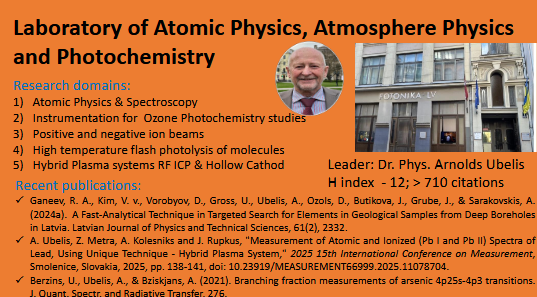 Laboratory of Atomic Physics, Atmosphere Physics
and Photochemistry
Research domains:
1) Atomic Physics & Spectroscopy
2) Instrumentation for Ozone Photochemistry studies
3) Positive and negative ion beams
4) High temperature flash photolysis of molecules
5) Hybrid Plasma systems RF ICP & Hollow Cathod
FOTONIKA.LV
Leader: Dr. Phys. Arnolds Ubelis
H index - 12; > 710 citations
Recent publications:
✓ Ganeev, R. A., Kim, V. v., Vorobyov, D., Gross, U., Ubelis, A., Ozols, D., Butikova, J., Grube, J., & Sarakovskis, A.
(2024a). A Fast-Analytical Technique in Targeted Search for Elements in Geological Samples from Deep Boreholes
in Latvia. Latvian Journal of Physics and Technical Sciences, 61(2), 2332.
✓ A. Ubelis, Z. Metra, A. Kolesniks and J. Rupkus, "Measurement of Atomic and Ionized (Pb I and Pb II) Spectra of
Lead, Using Unique Technique - Hybrid Plasma System," 2025 15th International Conference on Measurement,
Smolenice, Slovakia, 2025, pp. 138-141, doi: 10.23919/MEASUREMENT66999.2025.11078704.
✓ Berzins, U., Ubelis, A., & Bziskjans, A. (2021). Branching fraction measurements of arsenic 4p25s-4p3 transitions.
J. Quant. Spectr. and Radiative Transfer, 276.